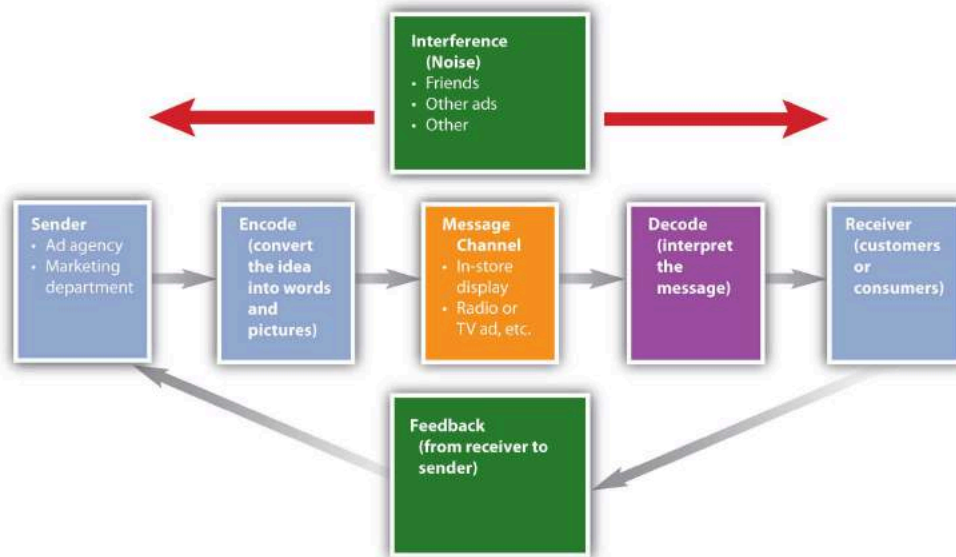 Interference
(Noise)
• Friends
• Other ads
• Other
Sender
• Ad agency
• Marketing
department
Encode
(convert
the idea
into words
and
pictures)
Message
Channel
• In-store
display
• Radio or
TV ad, etc.
Decode
(interpret
the
message)
Receiver
(customers
or
consumers)
Feedback
(from receiver to
sender)